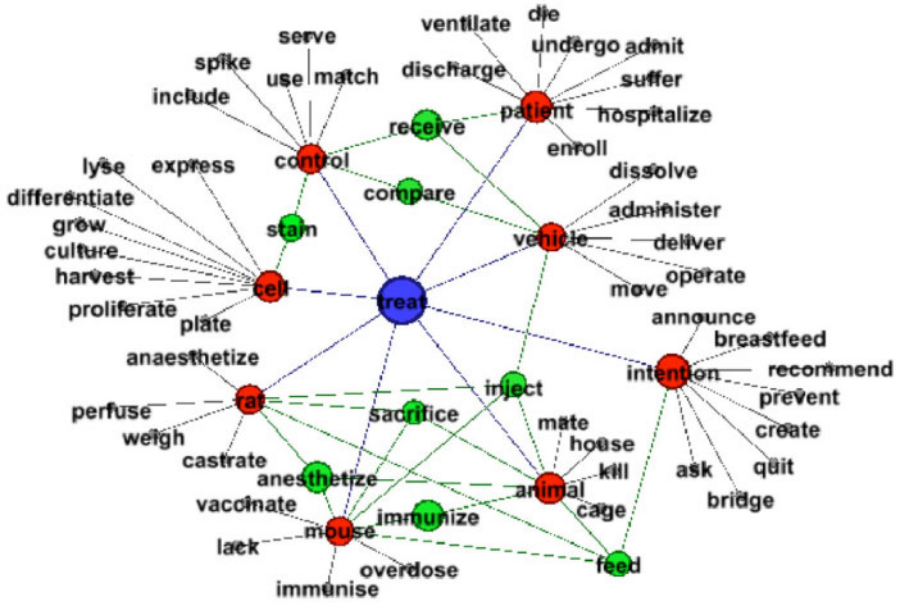 die
ventilate
serve
undergo
admit
spike
use
match
discharge
suffer
include
patient
hospitalize
receive
enroll
control
lyse
express
dissolve
differentiate
compare
administer
grow
stain
vehicle
deliver
culture
harvest
cell
operate
move
treat
proliferate
plate
announce
breastfeed
anaesthetize
intention
recommend
inject
prevent
rat
perfuse
sacrifice
mate
create
weigh
house
castrate
anesthetize
kill
ask
quit
animal
vaccinate
cage
bridge
immunize
mouse
lack
feed
overdose
immunise